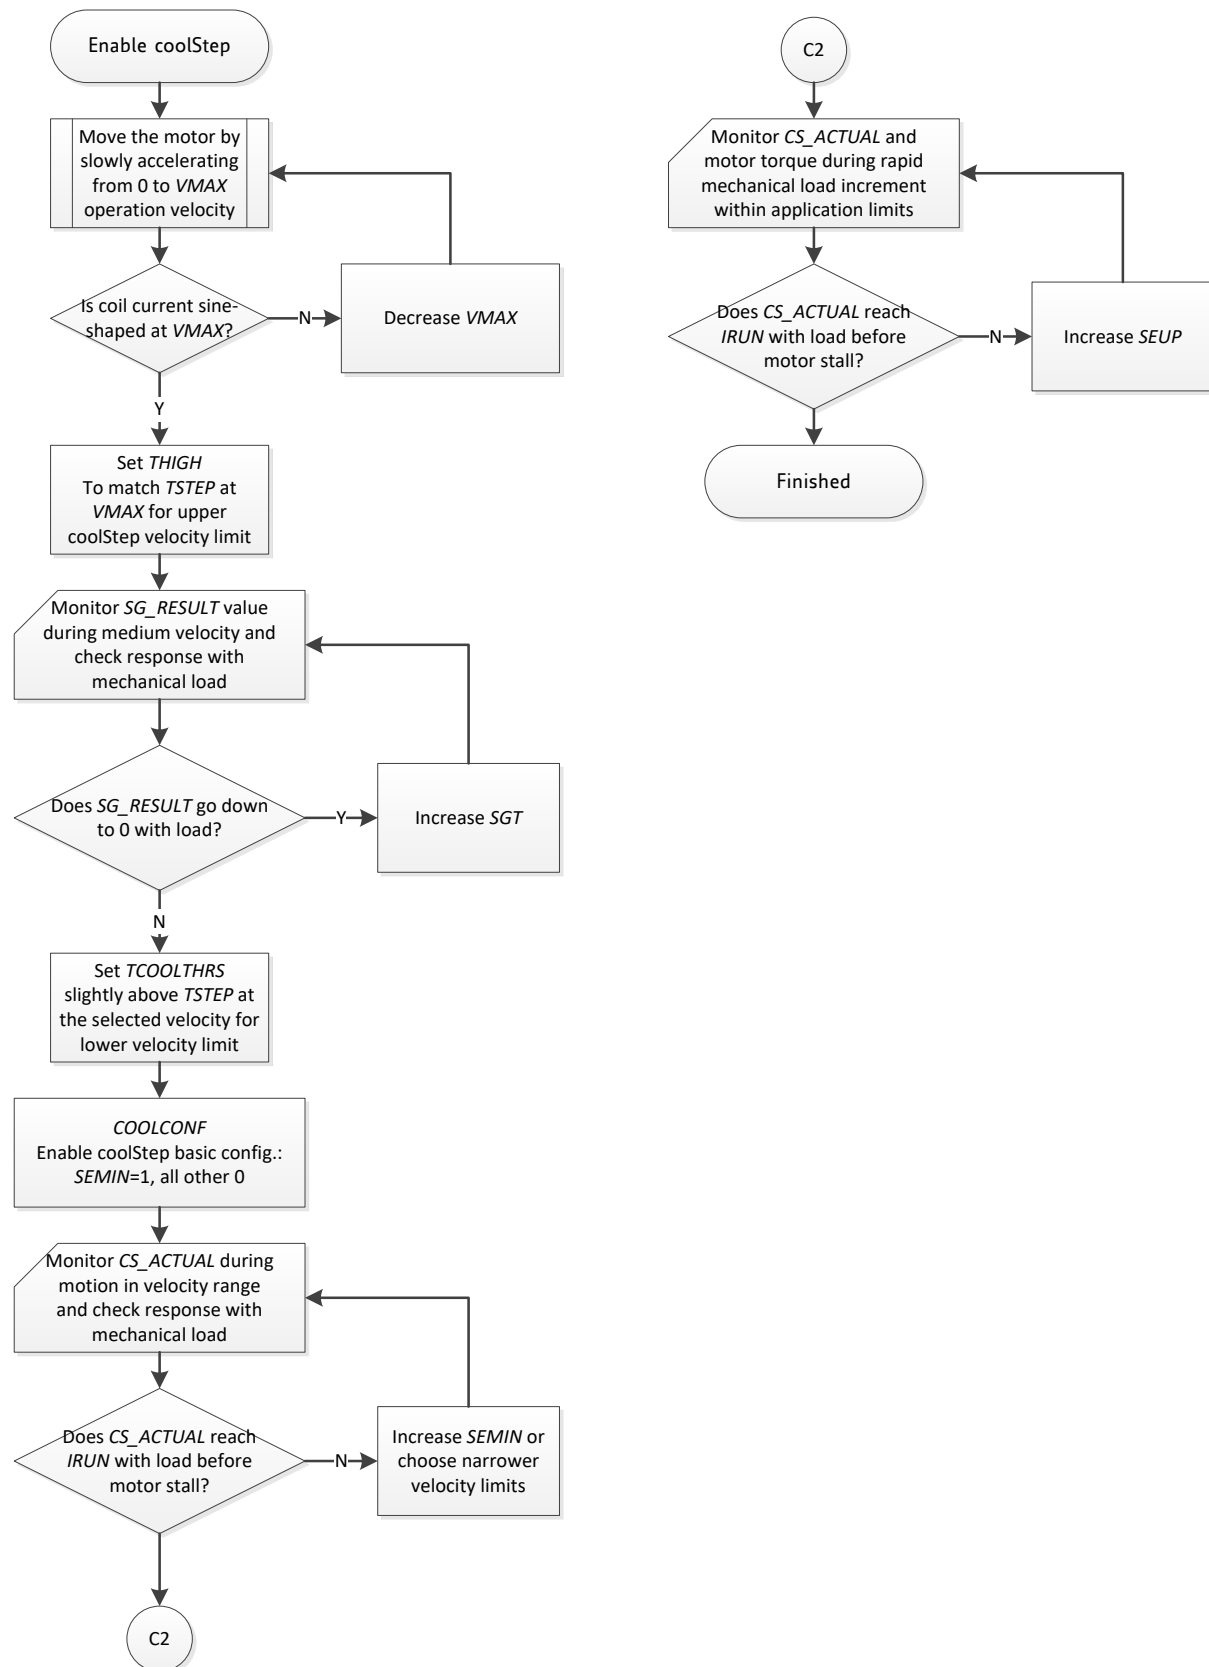 Enable coolStep
Move the motor by
slowly accelerating
from 0 to VMAX
operation velocity
Is coil current sine-
shaped at VMAX?
N
Decrease VMAX
Y
Set THIGH
To match TSTEP at
VMAX for upper
coolStep velocity limit
Monitor SG_RESULT value
during medium velocity and
check response with
mechanical load
Does SG_RESULT go down
to 0 with load?
Y
Increase SGT
N
Set TCOOLTHRS
slightly above TSTEP at
the selected velocity for
lower velocity limit
COOLCONF
Enable coolStep basic config.:
SEMIN=1, all other 0
Monitor CS_ACTUAL during
motion in velocity range
and check response with
mechanical load
Does CS_ACTUAL reach
IRUN with load before
motor stall?
N
Increase SEMIN or
choose narrower
velocity limits
C2
C2
Monitor CS_ACTUAL and
motor torque during rapid
mechanical load increment
within application limits
Does CS_ACTUAL reach
IRUN with load before
motor stall?
N
Increase SEUP
Finished